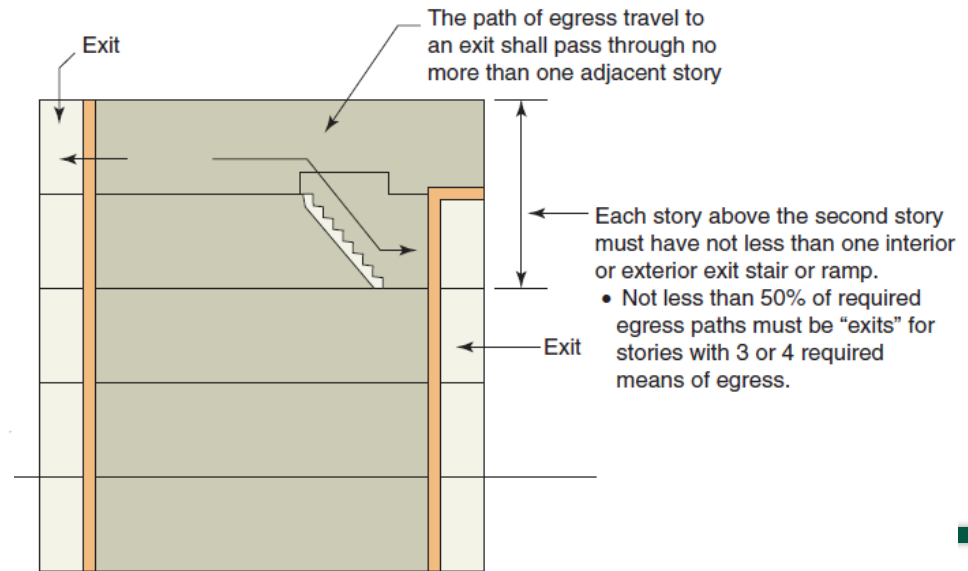 The path of egress travel to
an exit shall pass through no
more than one adjacent story
Exit
Each story above the second story
must have not less than one interior
or exterior exit stair or ramp.
• Not less than 50% of required
egress paths must be “exits” for
stories with 3 or 4 required
means of egress.
Exit